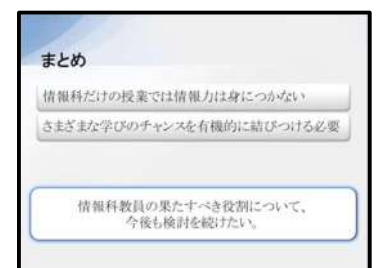 まとめ
情報科だけの授業では情報力は身につかない
さまざまな学びのチャンスを有機的に結びつける必要
情報科教員の果たすべき役割について、
今後も検討を続けたい。